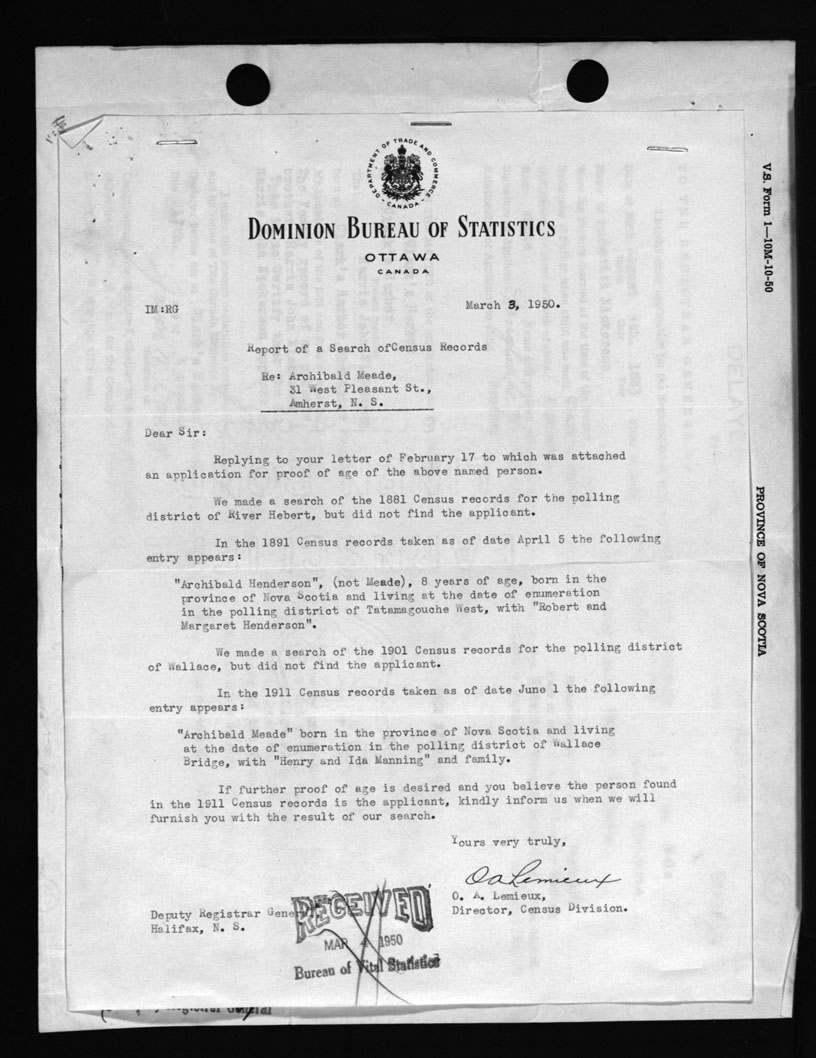 DEPARTMENT OF TRADE AND COMMERCE
CANADA
DOMINION BUREAU OF STATISTICS
OTTAWA
CANADA
IM:RG
March 3, 1950.
Report of a Search ofCensus Records
Re: Archibald Meade,
31 West Pleasant St.,
Amherst, N. S.
Dear Sir:
Replying to your letter of February 17 to which was attached
an application for proof of age of the above named person.
We made a search of the 1881 Census records for the polling
district of River Hebert, but did not find the applicant.
In the 1891 Census records taken as of date April 5 the following
entry appears:
"Archibald Henderson", (not Meade), 8 years of age, born in the
province of Nova Scotia and living at the date of enumeration
in the polling district of Tatamagouche West, with "Robert and
Margaret Henderson".
We made a search of the 1901 Census records for the polling district
of Wallace, but did not find the applicant.
In the 1911 Census records taken as of date June 1 the following
entry appears:
"Archibald Meade" born in the province of Nova Scotia and living
at the date of enumeration in the polling district of Wallace
Bridge, with "Henry and Ida Manning" and family.
If further proof of age is desired and you believe the person found
in the 1911 Census records is the applicant, kindly inform us when we will
furnish you with the result of our search.
Yours very truly,
OA Lemieux
O. A. Lemieux,
Director, Census Division.
Deputy Registrar General
Halifax, N. S.
RECEIVED
MAR 4 1950
Bureau of Vital Statistics
Registrar General
V.S. Form 1—10M-10-50
PROVINCE OF NOVA SCOTIA